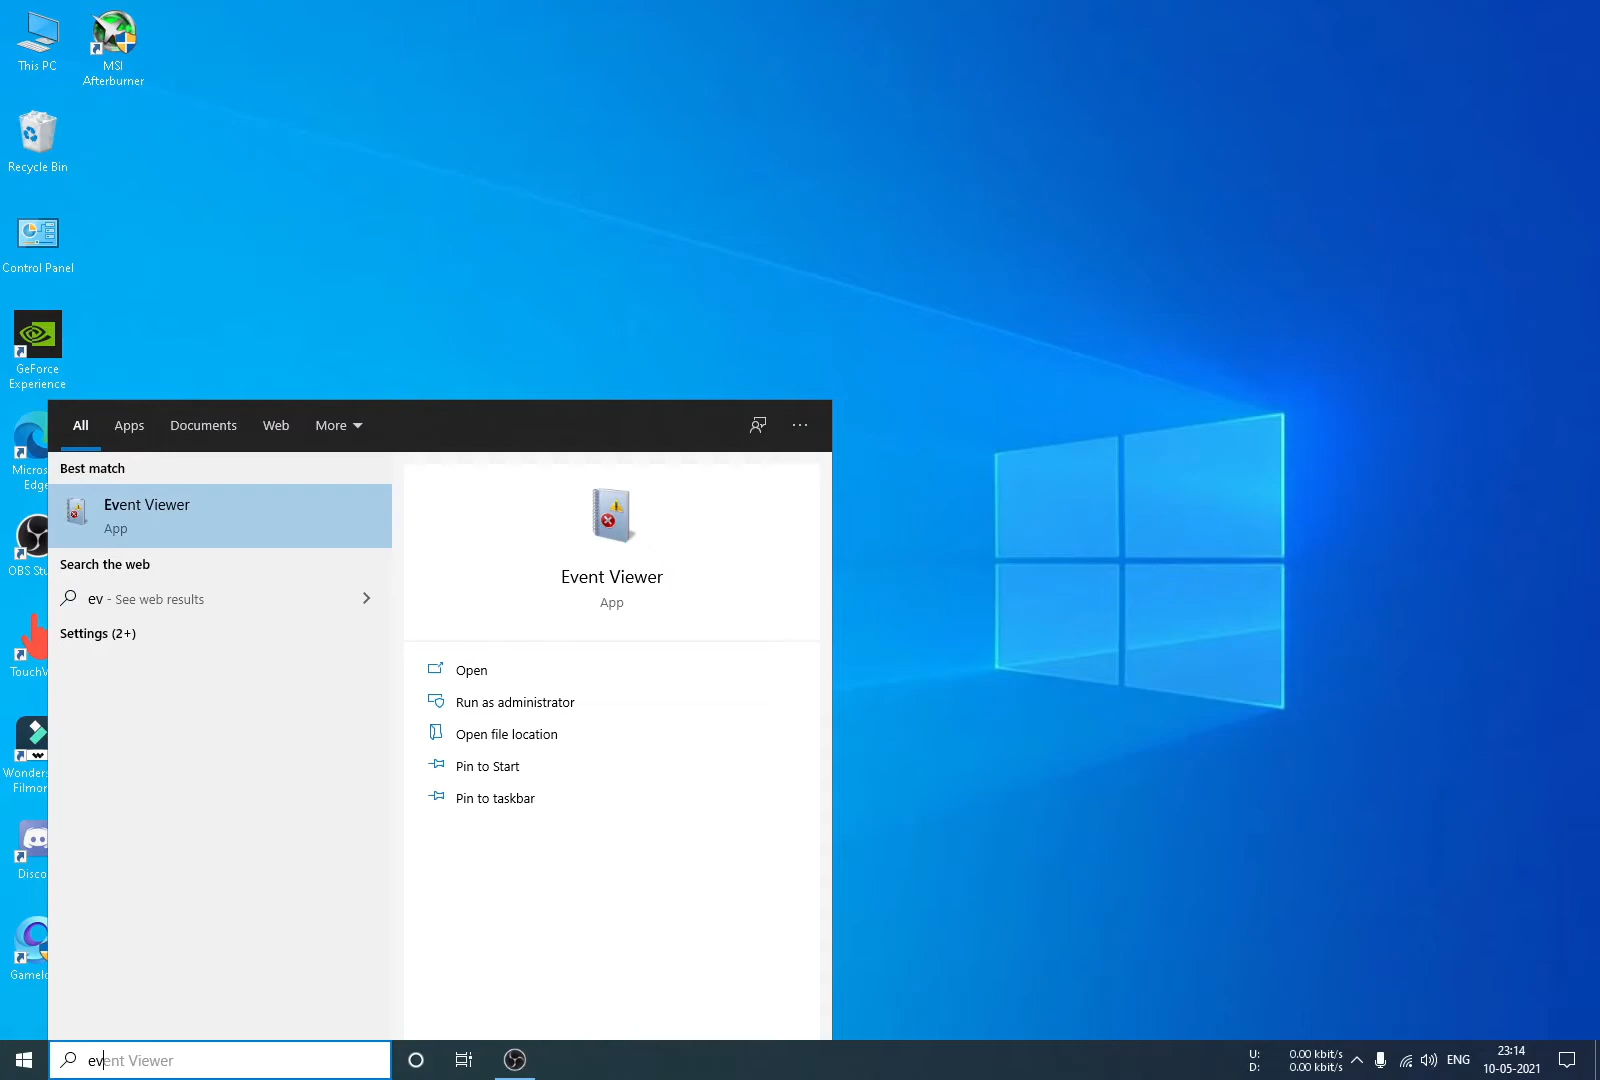 This PC
MSI
Afterburner
Recycle Bin
Control Panel
GeForce
Experience
Micros
Edge
OBS Stu
TouchV
Wonder
Filmor
Disco
GameLo
All
Apps
Documents
Web
More
Best match
Event Viewer
App
Search the web
ev - See web results
Settings (2+)
Event Viewer
App
Open
Run as administrator
Open file location
Pin to Start
Pin to taskbar
event Viewer
U: 0.00 kbit/s
D: 0.00 kbit/s
ENG
23:14
10-05-2021